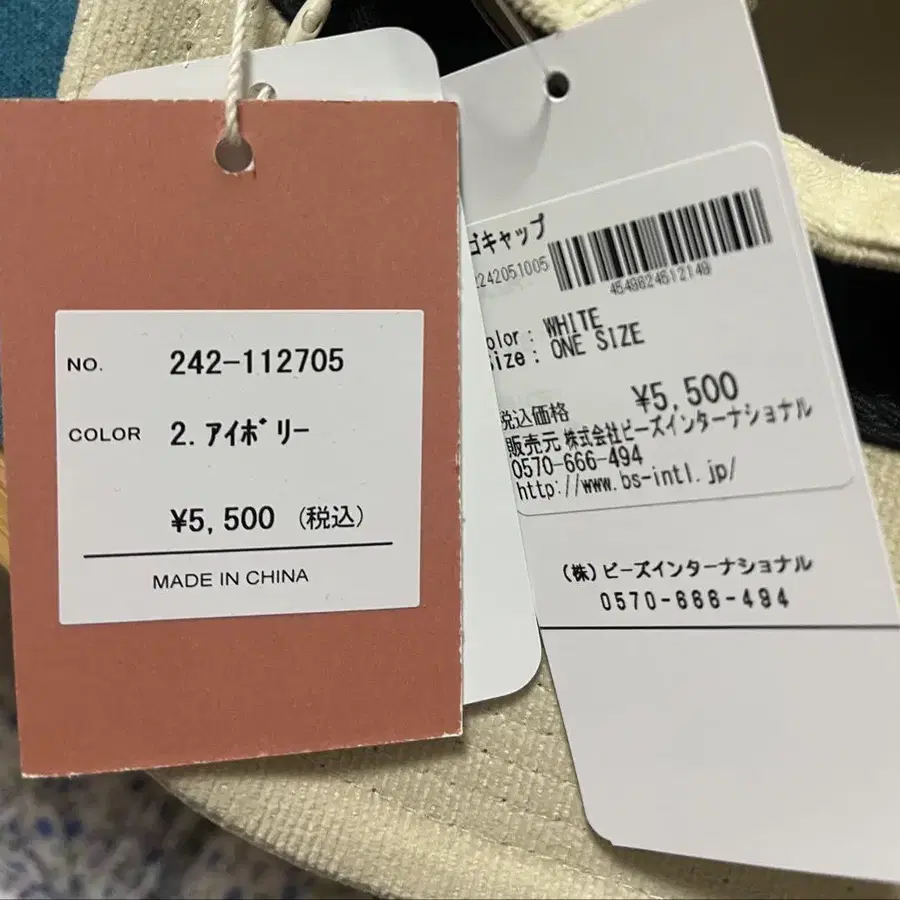 NO. 242-112705
COLOR 2.アイボリー
¥5,500 (税込)
MADE IN CHINA
ゴキャップ
242051005
4549624512149
olor : WHITE
ize : ONE SIZE
税込価格 ¥5,500
販売元 株式会社ビーズインターナショナル
0570-666-494
http://www.bs-intl.jp/
(株)ビーズインターナショナル
0570-666-494